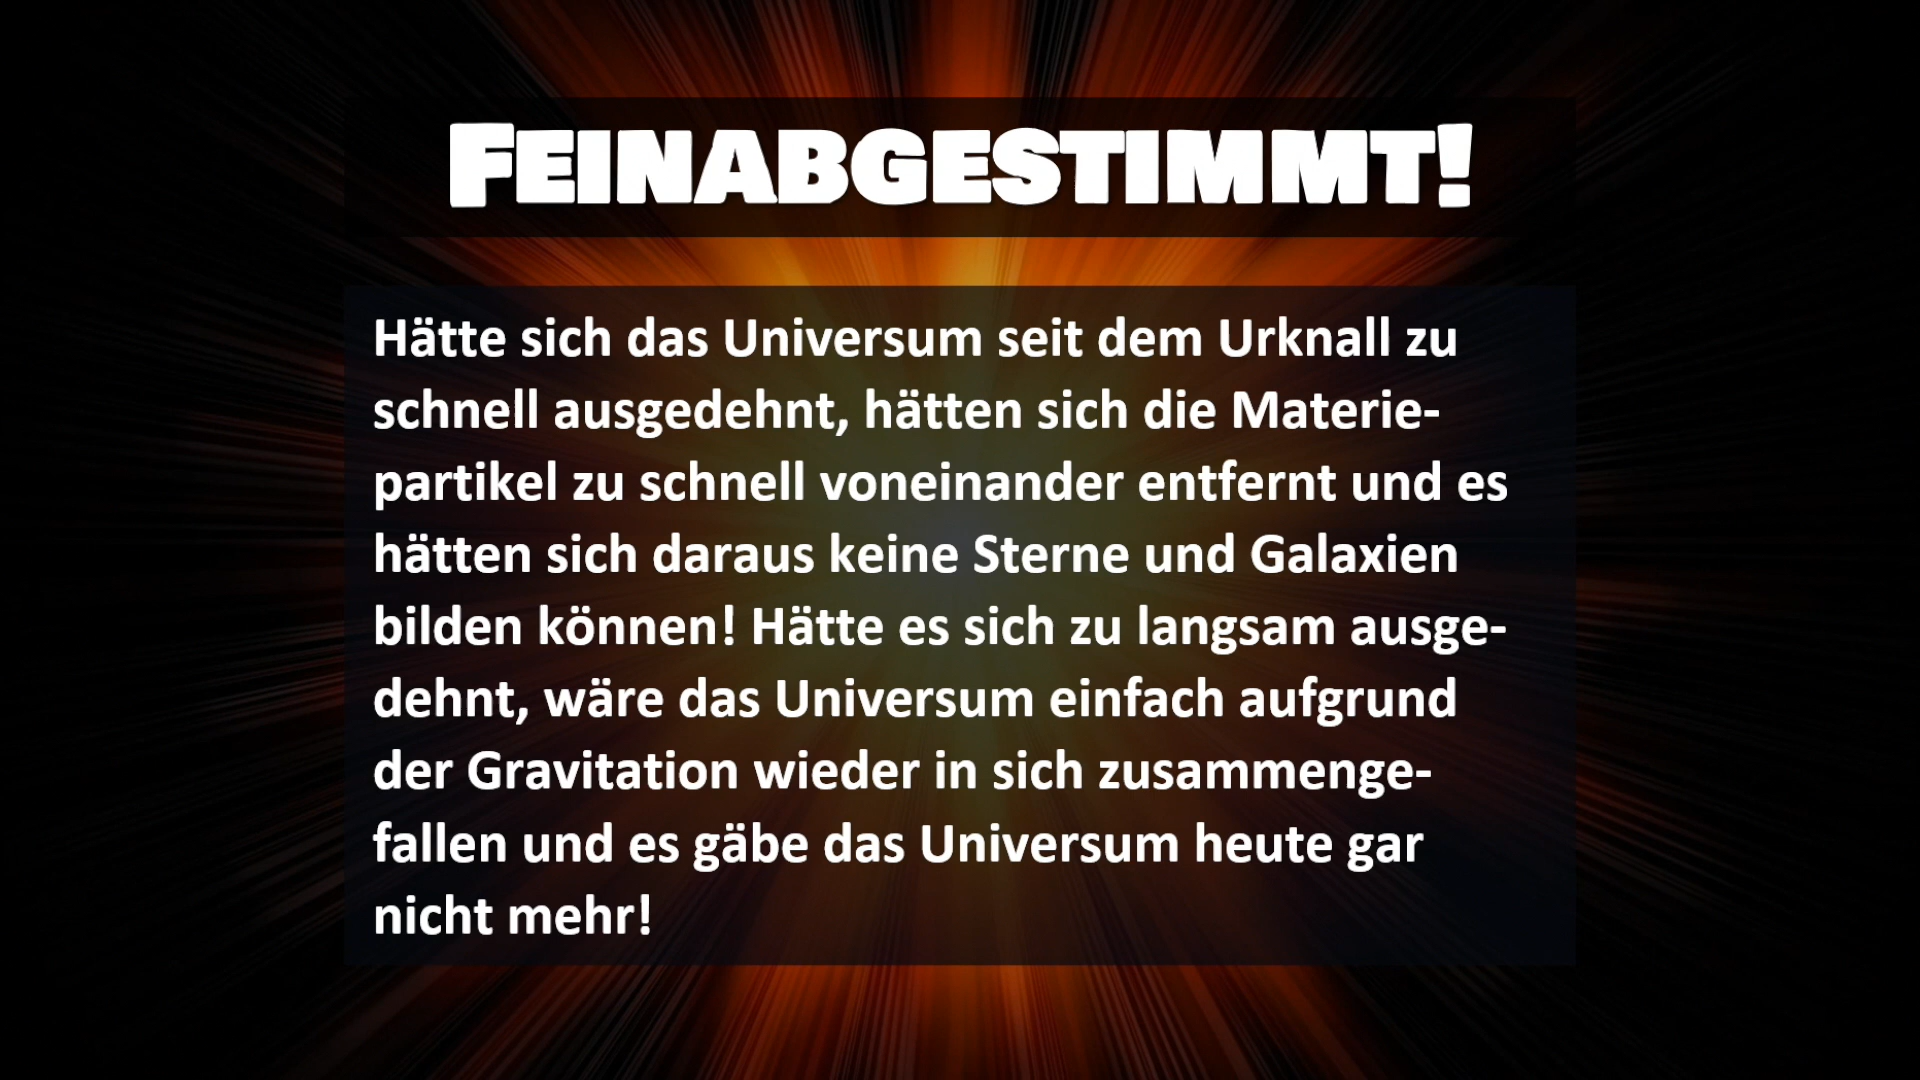 FEINABGESTIMMT!
Hätte sich das Universum seit dem Urknall zu
schnell ausgedehnt, hätten sich die Materie-
partikel zu schnell voneinander entfernt und es
hätten sich daraus keine Sterne und Galaxien
bilden können! Hätte es sich zu langsam ausge-
dehnt, wäre das Universum einfach aufgrund
der Gravitation wieder in sich zusammenge-
fallen und es gäbe das Universum heute gar
nicht mehr!